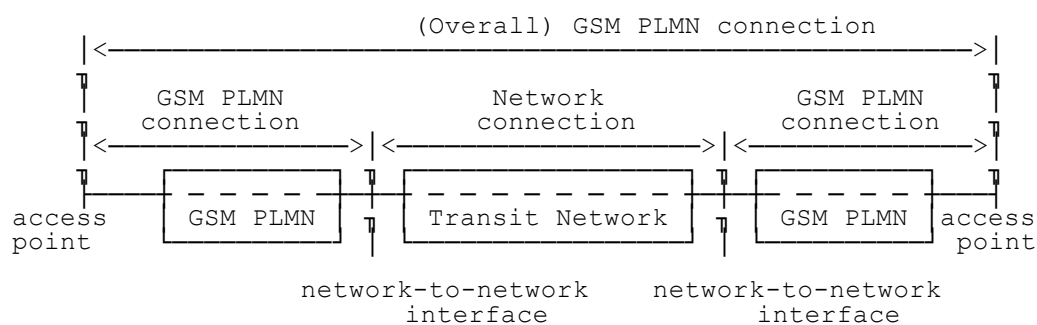 (Overall) GSM PLMN connection
GSM PLMN Network GSM PLMN
connection connection connection
access GSM PLMN Transit Network GSM PLMN access
point point
network-to-network network-to-network
interface interface